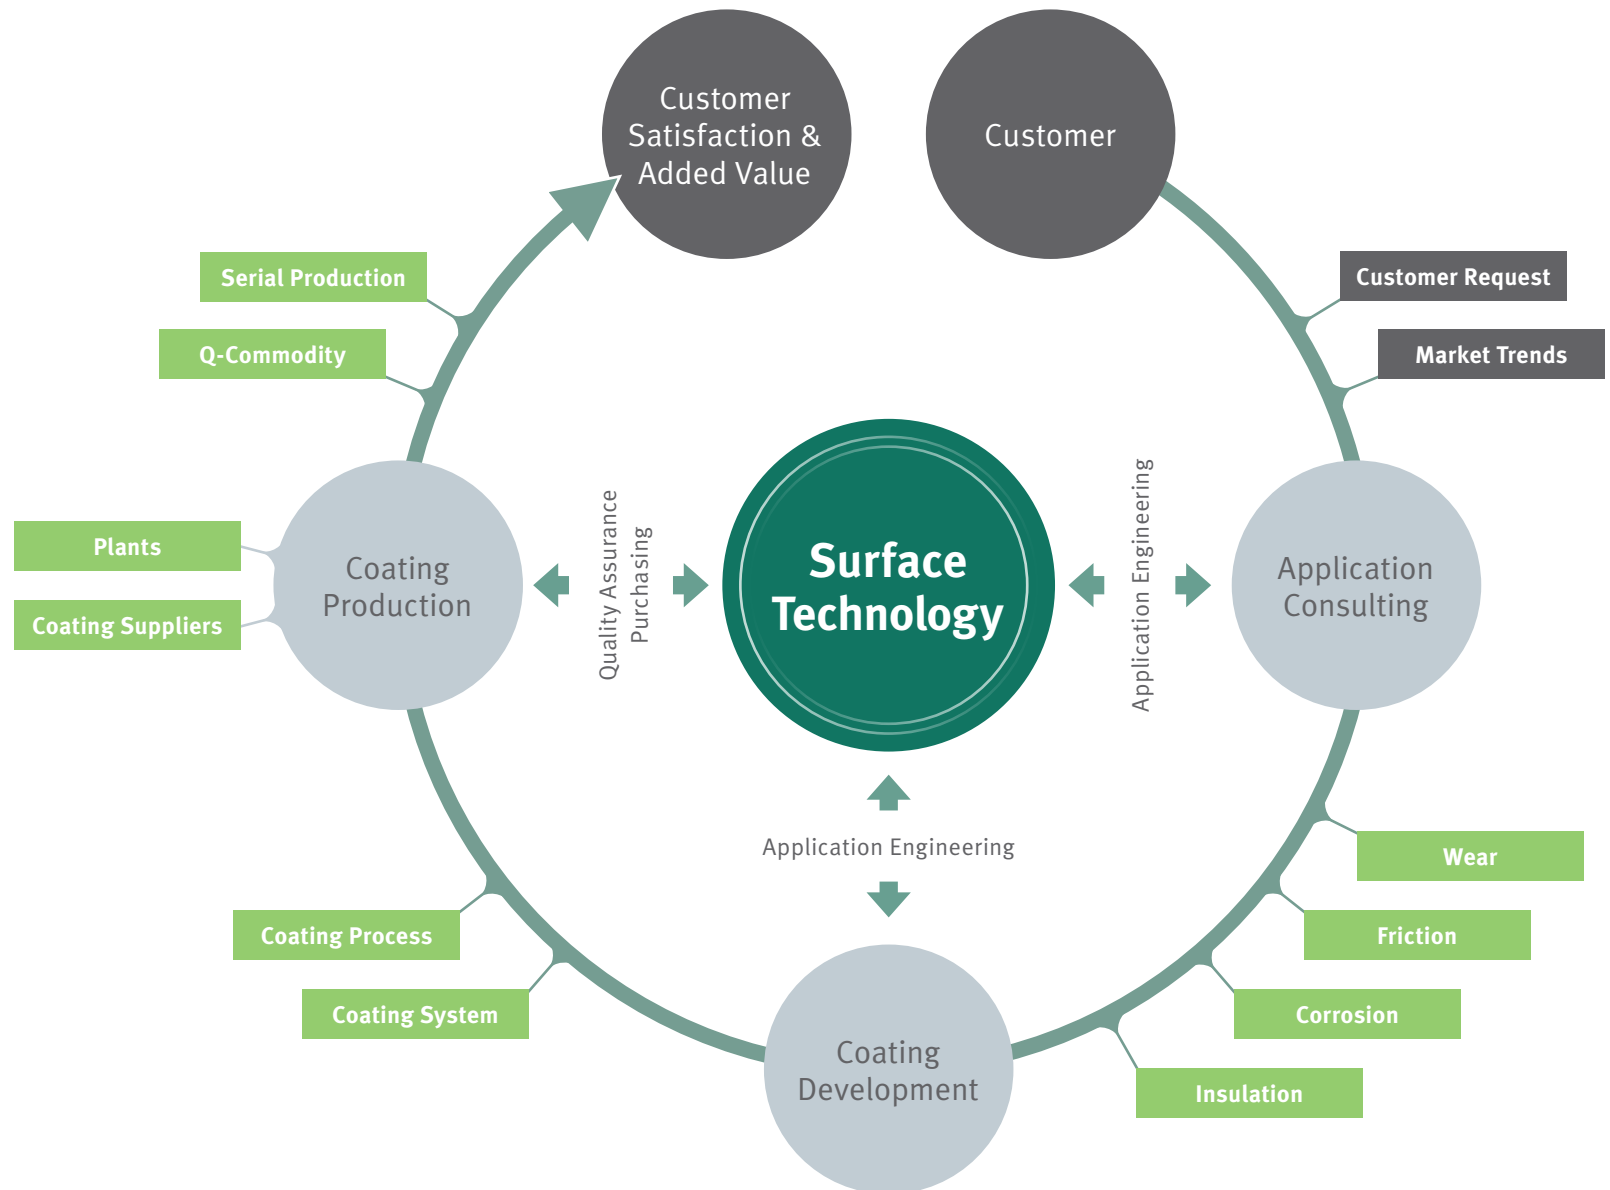 Customer
Satisfaction &
Added Value
Customer
Serial Production
Q-Commodity
Customer Request
Market Trends
Plants
Coating Suppliers
Coating
Production
Quality Assurance
Purchasing
Surface
Technology
Application Engineering
Application
Consulting
Application Engineering
Wear
Friction
Corrosion
Insulation
Coating Process
Coating System
Coating
Development